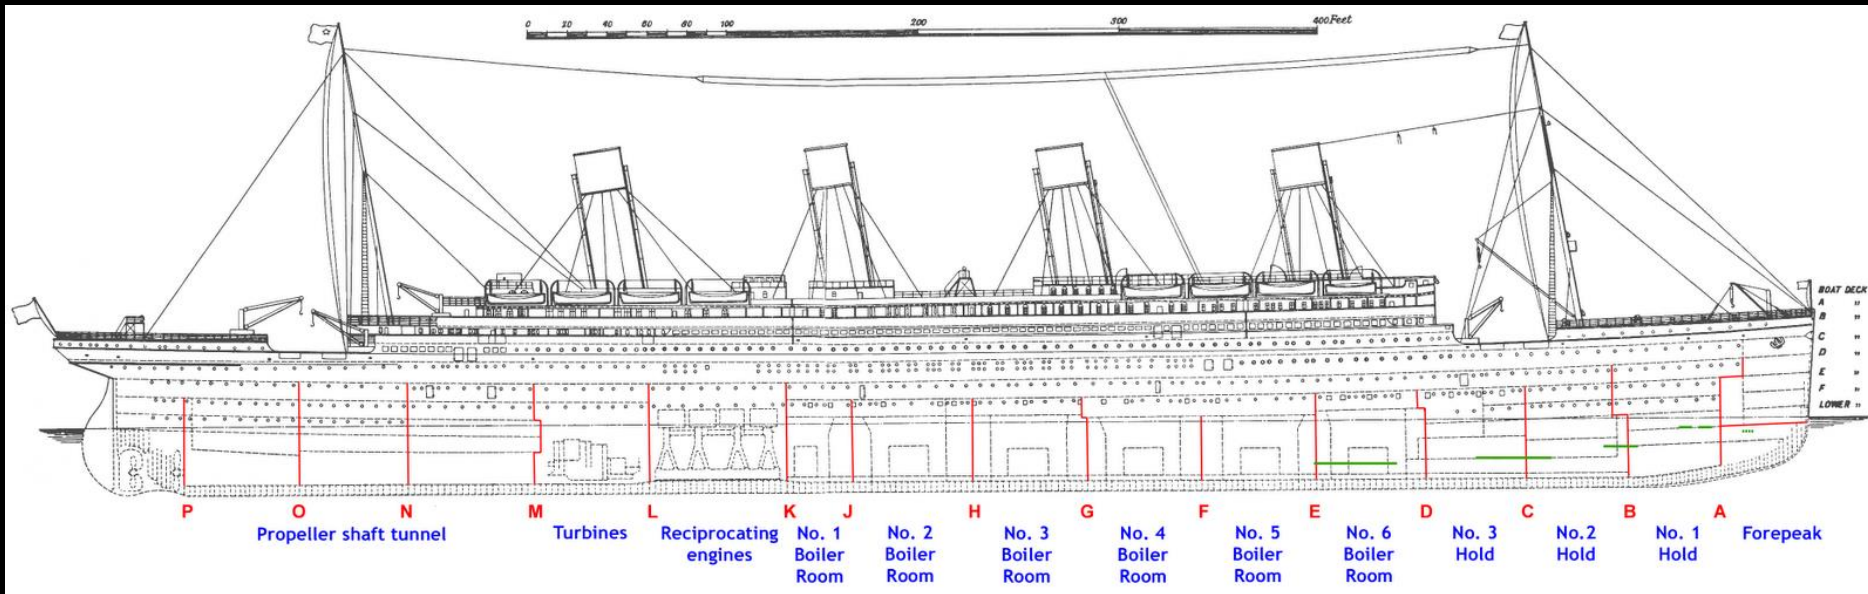 0 10 20 40 60 80 100 200 300 400 Feet
BOAT DECK
A "
B "
C "
D "
E "
F "
LOWER "
P O N M L K J H G F E D C B A
Propeller shaft tunnel
Turbines
Reciprocating
engines
No. 1
Boiler
Room
No. 2
Boiler
Room
No. 3
Boiler
Room
No. 4
Boiler
Room
No. 5
Boiler
Room
No. 6
Boiler
Room
No. 3
Hold
No.2
Hold
No. 1
Hold
Forepeak